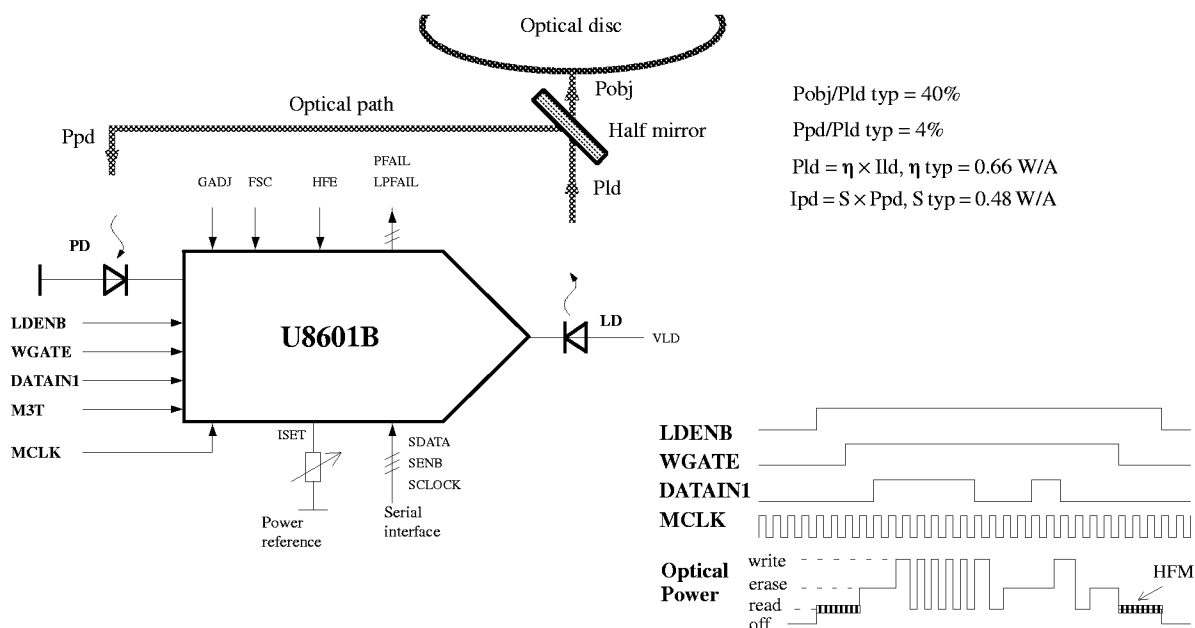 Optical disc
Pobj
Optical path
Half mirror
Ppd
Pld
Pobj/Pld typ = 40%
Ppd/Pld typ = 4%
Pld = η × Ild, η typ = 0.66 W/A
Ipd = S × Ppd, S typ = 0.48 W/A
PFAIL
GADJ FSC HFE LPFAIL
PD
LD
VLD
U8601B
LDENB
WGATE
DATAIN1
M3T
MCLK
ISET
SDATA
SENB
SCLOCK
Power
reference
Serial
interface
LDENB
WGATE
DATAIN1
MCLK
Optical
Power
write
erase
read
off
HFM